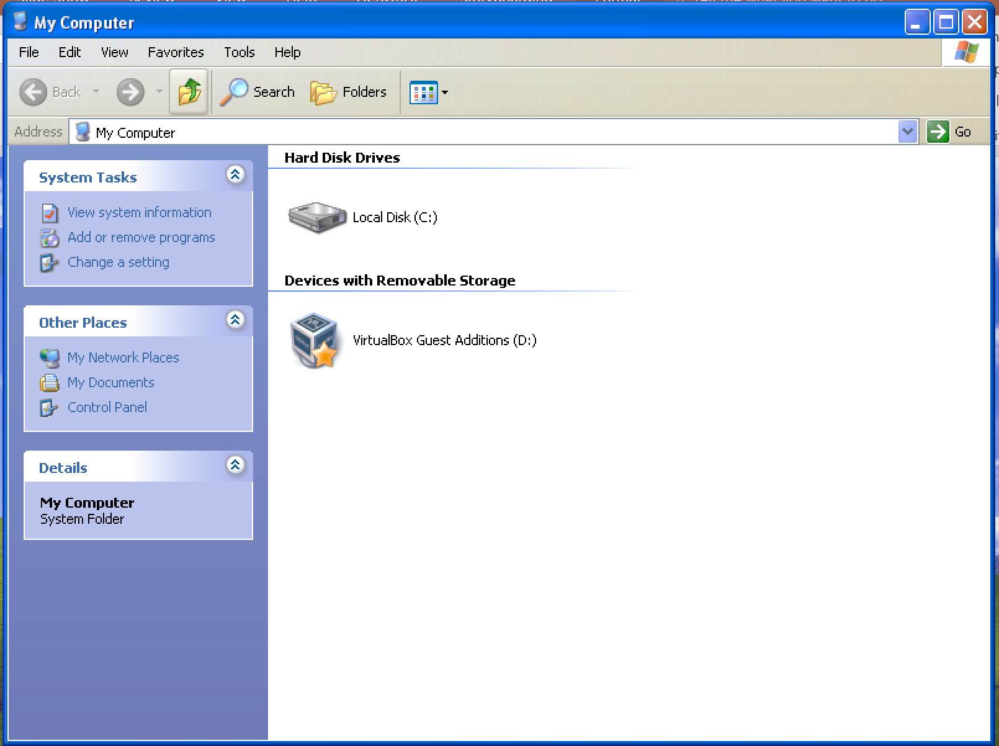 My Computer
File Edit View Favorites Tools Help
Back Search Folders
Address My Computer Go
System Tasks
View system information
Add or remove programs
Change a setting
Other Places
My Network Places
My Documents
Control Panel
Details
My Computer
System Folder
Hard Disk Drives
Local Disk (C:)
Devices with Removable Storage
VirtualBox Guest Additions (D:)